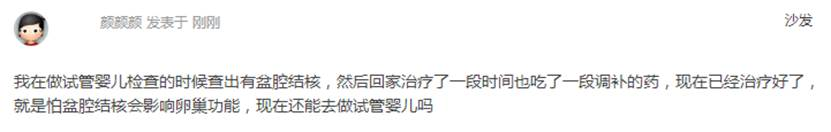 颜颜颜 发表于 刚刚
沙发
我在做试管婴儿检查的时候查出有盆腔结核，然后回家治疗了一段时间也吃了一段调补的药，现在已经治疗好了，
就是怕盆腔结核会影响卵巢功能，现在还能去做试管婴儿吗